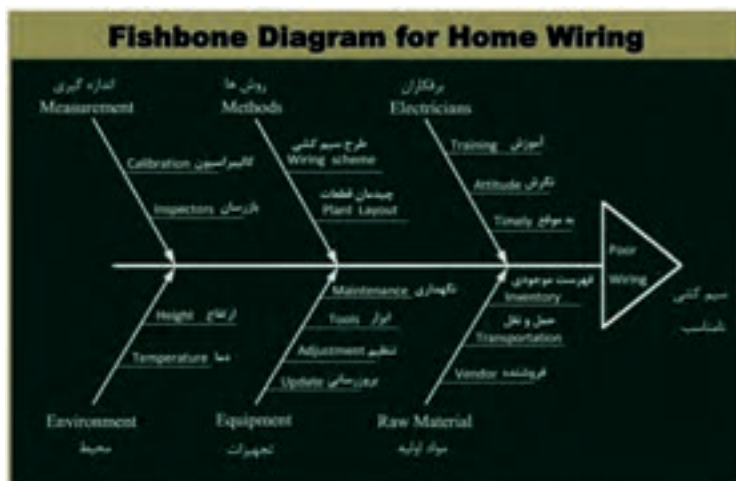 Fishbone Diagram for Home Wiring
اندازه گیری
Measurement
روش ها
Methods
برقکاران
Electricians
Calibration کالیبراسیون
Inspectors بازرسان
طرح سیم کشی
Wiring scheme
چیدمان قطعات
Plant Layout
Training آموزش
Attitude نگرش
Timely به موقع
Poor
Wiring
سیم کشی
نامناسب
Height ارتفاع
Temperature دما
Environment
محیط
Maintenance نگهداری
Tools ابزار
Adjustment تنظیم
Update بروزرسانی
Equipment
تجهیزات
فهرست موجودی
Inventory
حمل و نقل
Transportation
Vendor فروشنده
Raw Material
مواد اولیه